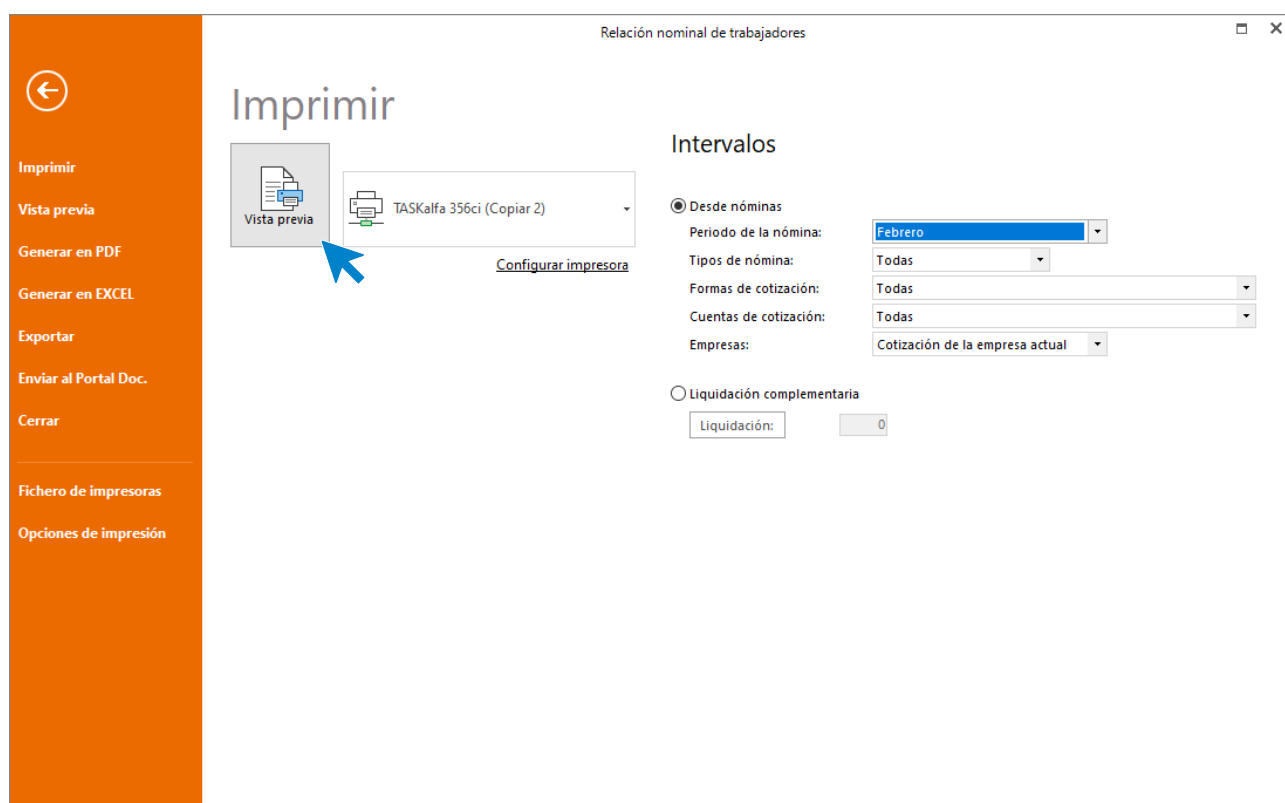 Relación nominal de trabajadores
Imprimir
Vista previa
Generar en PDF
Generar en EXCEL
Exportar
Enviar al Portal Doc.
Cerrar
Fichero de impresoras
Opciones de impresión
Imprimir
Vista previa
TASKalfa 356ci (Copiar 2)
Configurar impresora
Intervalos
Desde nóminas
Periodo de la nómina: Febrero
Tipos de nómina: Todas
Formas de cotización: Todas
Cuentas de cotización: Todas
Empresas: Cotización de la empresa actual
Liquidación complementaria
Liquidación: 0